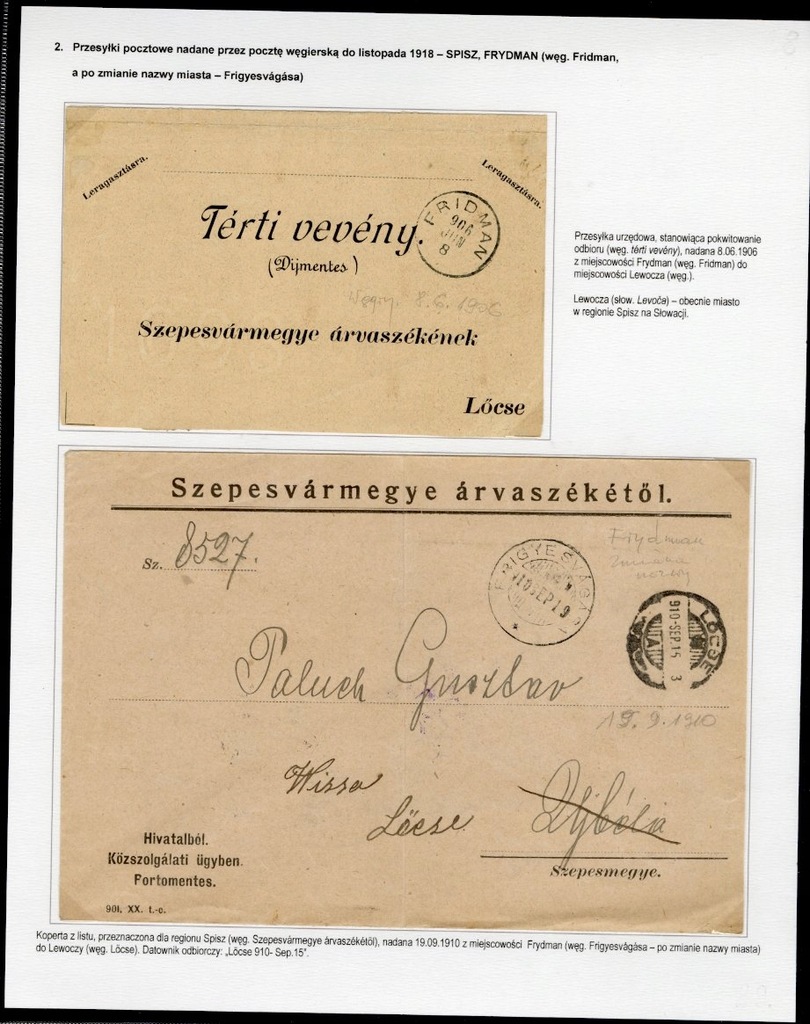 2. Przesyłki pocztowe nadane przez pocztę węgierską do listopada 1918 – SPISZ, FRYDMAN (węg. Fridman,
a po zmianie nazwy miasta – Frigyesvágása)
Leragasztásra.
Leragasztásra.
Térti vevény.
(Díjmentes)
FRIDMAN
906
JUN
8
Węgry. 8.6.1906
Szepesvármegye árvaszékének
Lőcse
Przesyłka urzędowa, stanowiąca pokwitowanie
odbioru (węg. térti vevény), nadana 8.06.1906
z miejscowości Frydman (węg. Fridman) do
miejscowości Lewocza (węg.).
Lewocza (słow. Levoča) – obecnie miasto
w regionie Spisz na Słowacji.
Szepesvármegye árvaszékétől.
Sz. 8527.
FRIGYESVÁGÁSA
910 SEP 19
Frydman
zmiana
nazwy
LŐCSE
910-SEP.15
3
A
Paluch Gusztav
19.9.1910
Wissa
Lőcse
Szepesmegye.
Hivatalból.
Közszolgálati ügyben.
Portomentes.
901. XX. t.-c.
Koperta z listu, przeznaczona dla regionu Spisz (węg. Szepesvármegye árvaszékétől), nadana 19.09.1910 z miejscowości Frydman (węg. Frigyesvágása – po zmianie nazwy miasta)
do Lewoczy (węg. Lőcse). Datownik odbiorczy: „Lőcse 910- Sep.15".